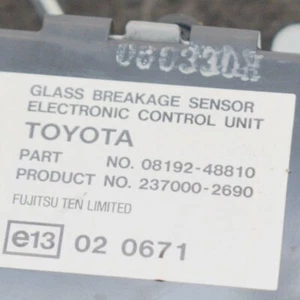 060330A
GLASS BREAKAGE SENSOR
ELECTRONIC CONTROL UNIT
TOYOTA
PART NO. 08192-48810
PRODUCT NO. 237000-2690
FUJITSU TEN LIMITED
e13 02 0671